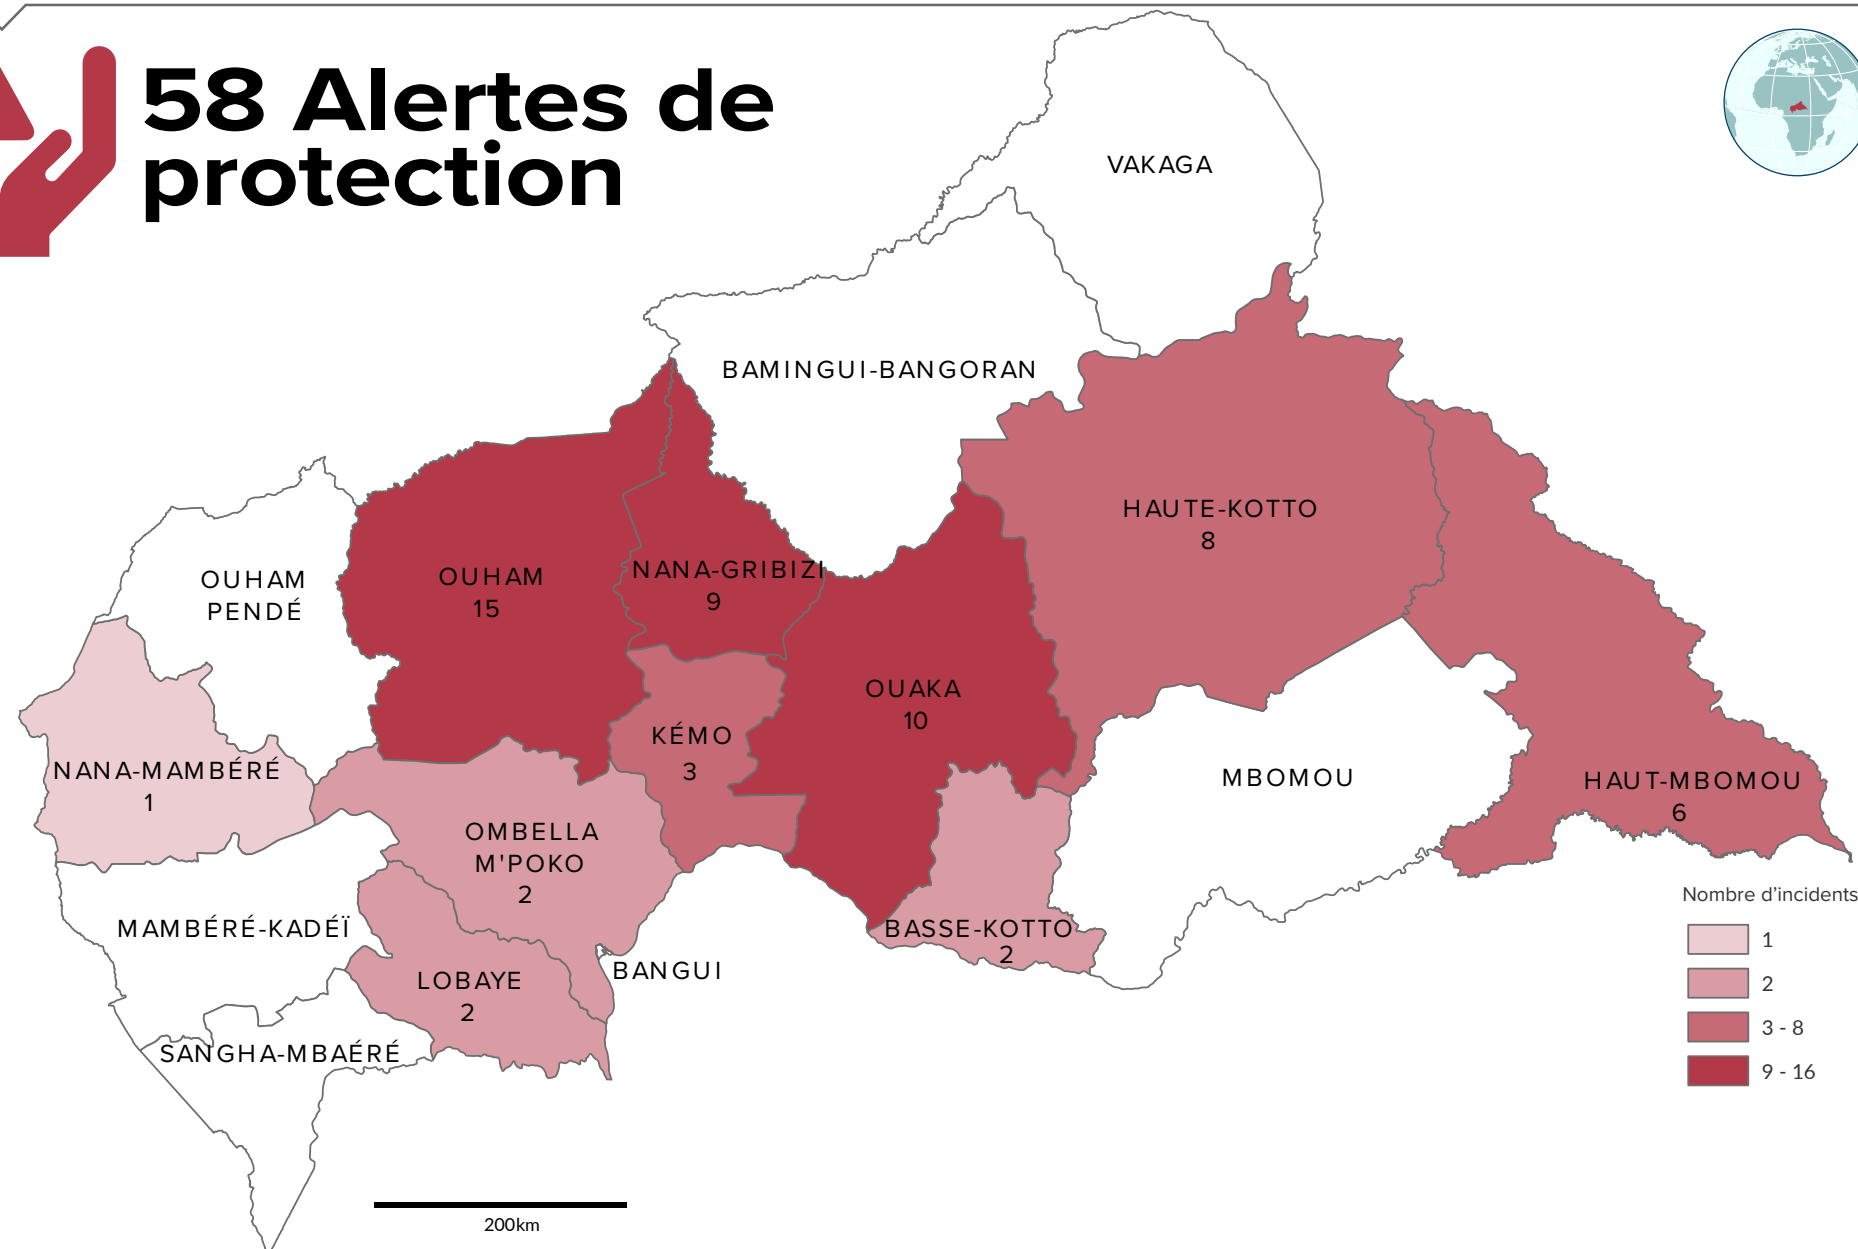 58 Alertes de
protection
VAKAGA
BAMINGUI-BANGORAN
HAUTE-KOTTO
8
OUHAM
PENDÉ
OUHAM
15
NANA-GRIBIZI
9
OUAKA
10
KÉMO
3
NANA-MAMBÉRÉ
1
MBOMOU
HAUT-MBOMOU
6
OMBELLA
M'POKO
2
MAMBÉRÉ-KADÉÏ
BASSE-KOTTO
2
LOBAYE
2
BANGUI
SANGHA-MBAÉRÉ
Nombre d'incidents
1
2
3 - 8
9 - 16
200km